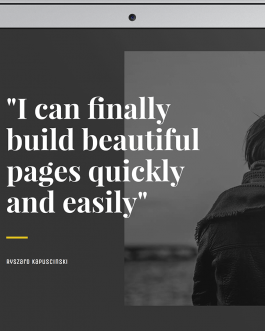 "I can finally
build beautiful
pages quickly
and easily"
Ryszard Kapuscinski